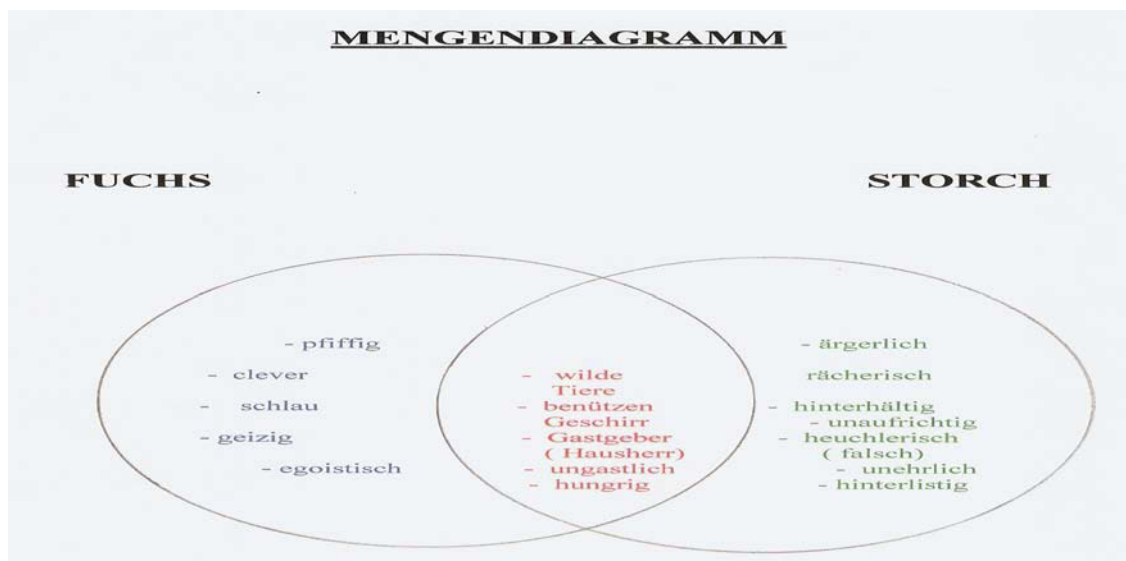 MENGENDIAGRAMM
FUCHS
STORCH
- pfiffig
- clever
- schlau
- geizig
- egoistisch
- wilde
Tiere
- benützen
Geschirr
- Gastgeber
( Hausherr)
- ungastlich
- hungrig
- ärgerlich
rächerisch
- hinterhältig
- unaufrichtig
- heuchlerisch
( falsch)
- unehrlich
- hinterlistig